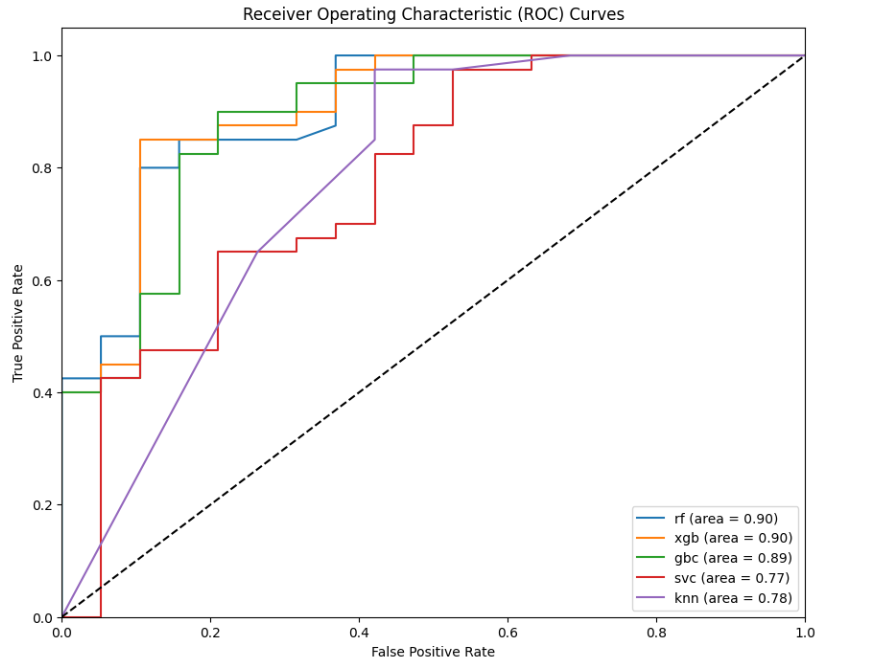 Receiver Operating Characteristic (ROC) Curves
True Positive Rate
1.0
0.8
0.6
0.4
0.2
0.0
rf (area = 0.90)
xgb (area = 0.90)
gbc (area = 0.89)
svc (area = 0.77)
knn (area = 0.78)
0.0 0.2 0.4 0.6 0.8 1.0
False Positive Rate